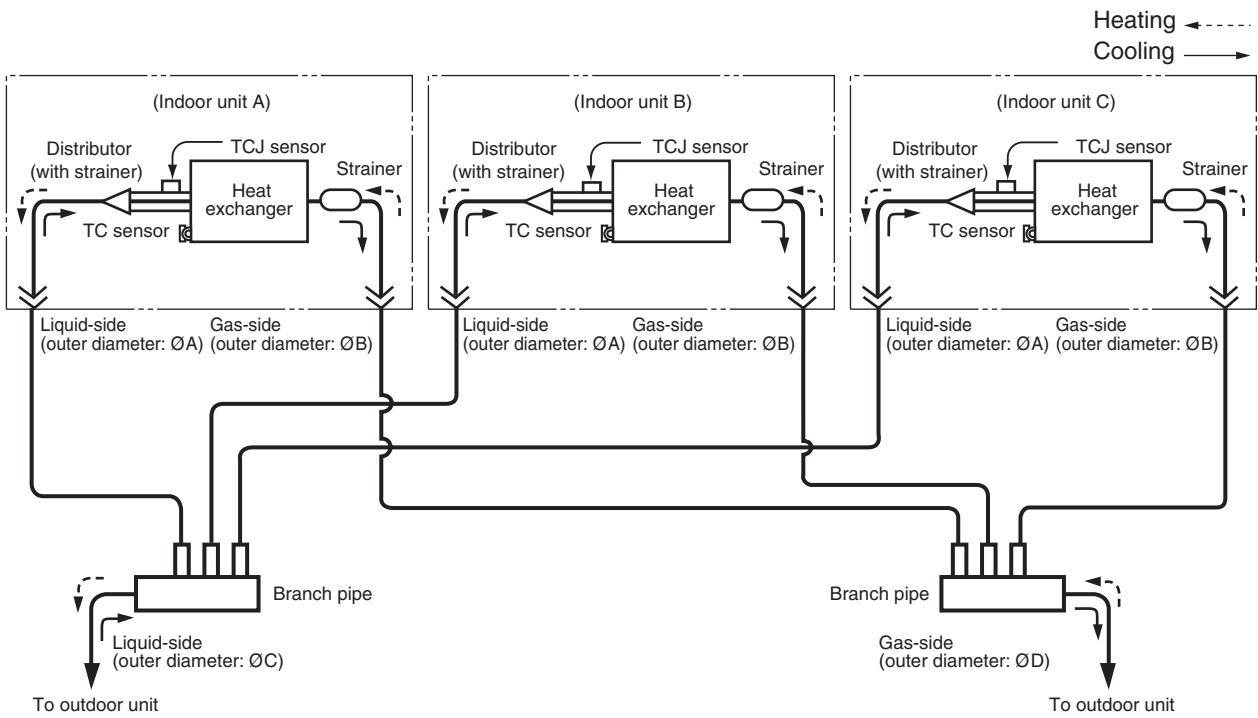 Heating
Cooling
(Indoor unit A)
Distributor
(with strainer)
TCJ sensor
Strainer
Heat
exchanger
TC sensor
Liquid-side
(outer diameter: ØA)
Gas-side
(outer diameter: ØB)
(Indoor unit B)
Distributor
(with strainer)
TCJ sensor
Strainer
Heat
exchanger
TC sensor
Liquid-side
(outer diameter: ØA)
Gas-side
(outer diameter: ØB)
(Indoor unit C)
Distributor
(with strainer)
TCJ sensor
Strainer
Heat
exchanger
TC sensor
Liquid-side
(outer diameter: ØA)
Gas-side
(outer diameter: ØB)
Branch pipe
Liquid-side
(outer diameter: ØC)
To outdoor unit
Branch pipe
Gas-side
(outer diameter: ØD)
To outdoor unit